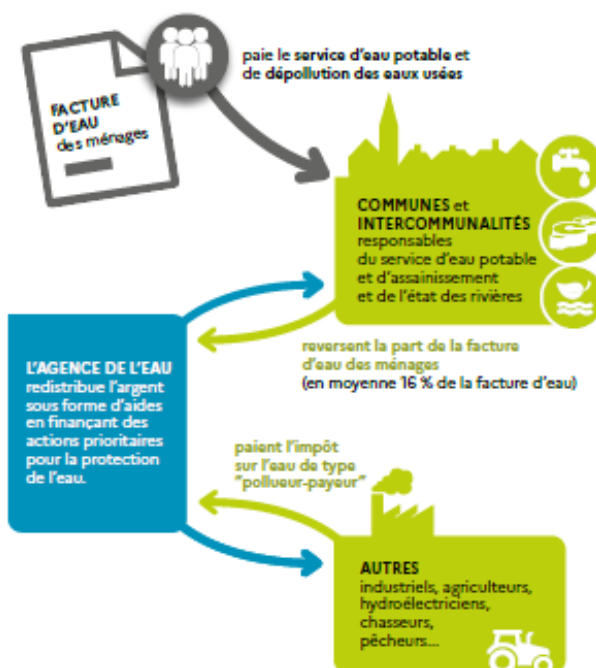 paie le service d'eau potable et
de dépollution des eaux usées
FACTURE
D'EAU
des ménages
COMMUNES et
INTERCOMMUNALITÉS
responsables
du service d'eau potable
et d'assainissement
et de l'état des rivières
reversent la part de la facture
d'eau des ménages
(en moyenne 16 % de la facture d'eau)
L'AGENCE DE L'EAU
redistribue l'argent
sous forme d'aides
en finançant des
actions prioritaires
pour la protection
de l'eau.
paient l'impôt
sur l'eau de type
"pollueur-payeur"
AUTRES
industriels, agriculteurs,
hydroélectriciens,
chasseurs,
pêcheurs...